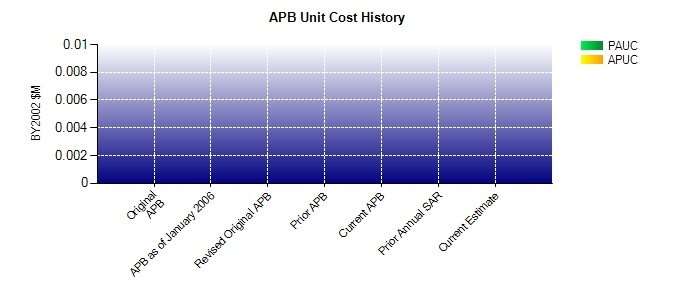 APB Unit Cost History
0.01
0.008
0.006
0.004
0.002
0
BY2002 $M
Original
APB
APB as of January 2006
Revised Original APB
Prior APB
Current APB
Prior Annual SAR
Current Estimate
PAUC
APUC